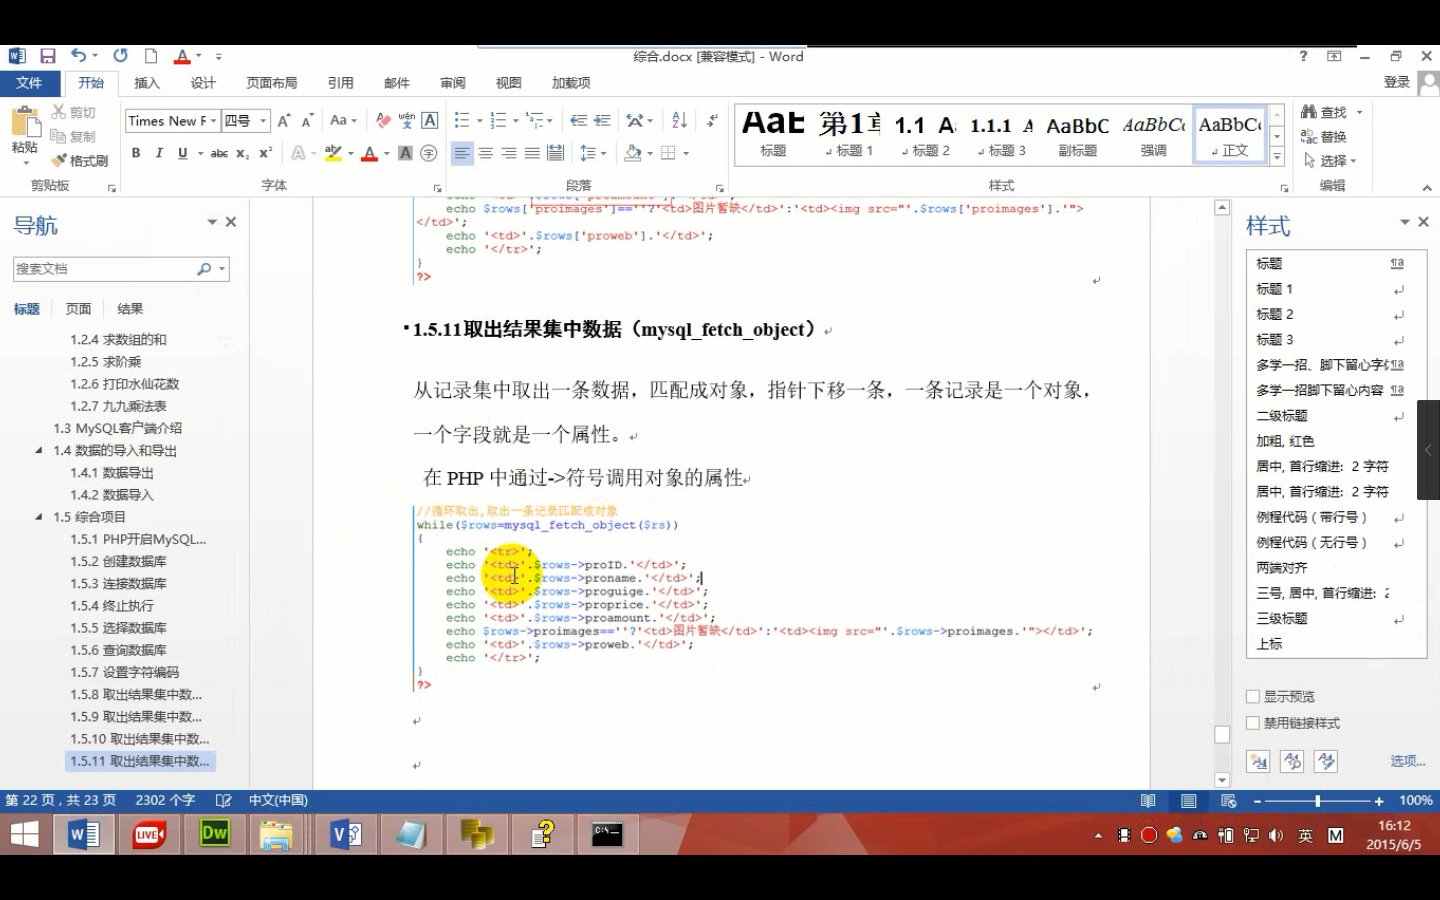 综合.docx [兼容模式] - Word
文件 开始 插入 设计 页面布局 引用 邮件 审阅 视图 加载项 登录
粘贴 剪切 复制 格式刷
Times New F 四号
查找 替换 选择
AaB 标题
第1章 标题 1
1.1 A 标题 2
1.1.1 A 标题 3
AaBbC 副标题
AaBbC 强调
AaBbC 正文
剪贴板 字体 段落 样式 编辑
导航
搜索文档
标题 页面 结果
1.2.4 求数组的和
1.2.5 求阶乘
1.2.6 打印水仙花数
1.2.7 九九乘法表
1.3 MySQL客户端介绍
1.4 数据的导入和导出
1.4.1 数据导出
1.4.2 数据导入
1.5 综合项目
1.5.1 PHP开启MySQL...
1.5.2 创建数据库
1.5.3 连接数据库
1.5.4 终止执行
1.5.5 选择数据库
1.5.6 查询数据库
1.5.7 设置字符编码
1.5.8 取出结果集中数...
1.5.9 取出结果集中数...
1.5.10 取出结果集中数...
1.5.11 取出结果集中数...
echo $rows['proimages']==''?'<td>图片暂缺</td>':'<td><img src="'.$rows['proimages'].'">
</td>';
echo '<td>'.$rows['proweb'].'</td>';
echo '</tr>';
}
?>
1.5.11取出结果集中数据（mysql_fetch_object）
从记录集中取出一条数据，匹配成对象，指针下移一条，一条记录是一个对象，
一个字段就是一个属性。
在 PHP 中通过->符号调用对象的属性
//循环取出,取出一条记录匹配成对象
while($rows=mysql_fetch_object($rs))
{
echo '<tr>';
echo '<td>'.$rows->proID.'</td>';
echo '<td>'.$rows->proname.'</td>';
echo '<td>'.$rows->proguige.'</td>';
echo '<td>'.$rows->proprice.'</td>';
echo '<td>'.$rows->proamount.'</td>';
echo $rows->proimages==''?'<td>图片暂缺</td>':'<td><img src="'.$rows->proimages.'"></td>';
echo '<td>'.$rows->proweb.'</td>';
echo '</tr>';
}
?>
样式
标题
标题 1
标题 2
标题 3
多学一招、脚下留心字
多学一招脚下留心内容
二级标题
加粗, 红色
居中, 首行缩进: 2 字符
居中, 首行缩进: 2 字符
例程代码（带行号）
例程代码（无行号）
两端对齐
三号, 居中, 首行缩进: 2
三级标题
上标
显示预览
禁用链接样式
选项...
第 22 页，共 23 页 2302 个字 中文(中国) 100%
LIVE Dw 英 M
16:12
2015/6/5